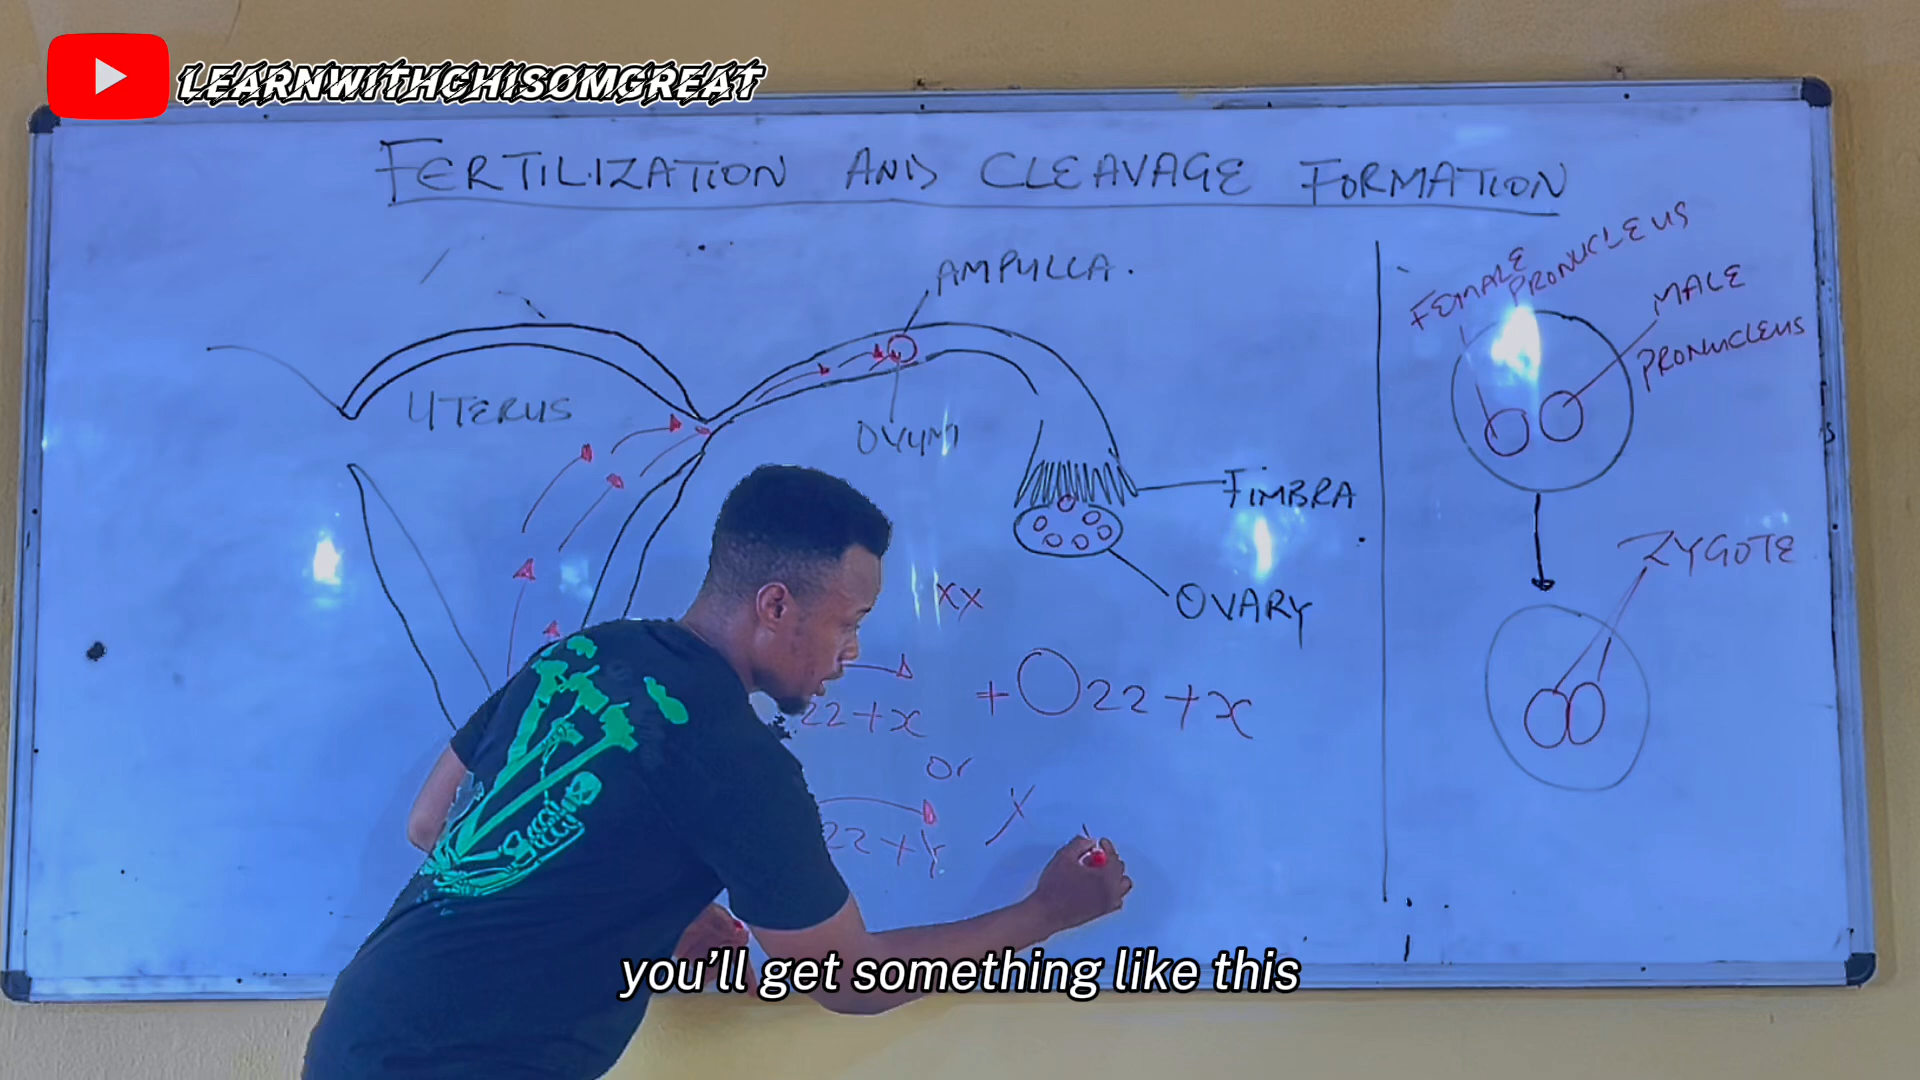 LEARNWITHCHISOMGREAT
FERTILIZATION AND CLEAVAGE FORMATION
AMPULLA.
UTERUS
OVUM
FIMBRA
OVARY
XX
22+x + 22+x
or
22+Y
FEMALE PRONUCLEUS
MALE PRONUCLEUS
ZYGOTE
you'll get something like this